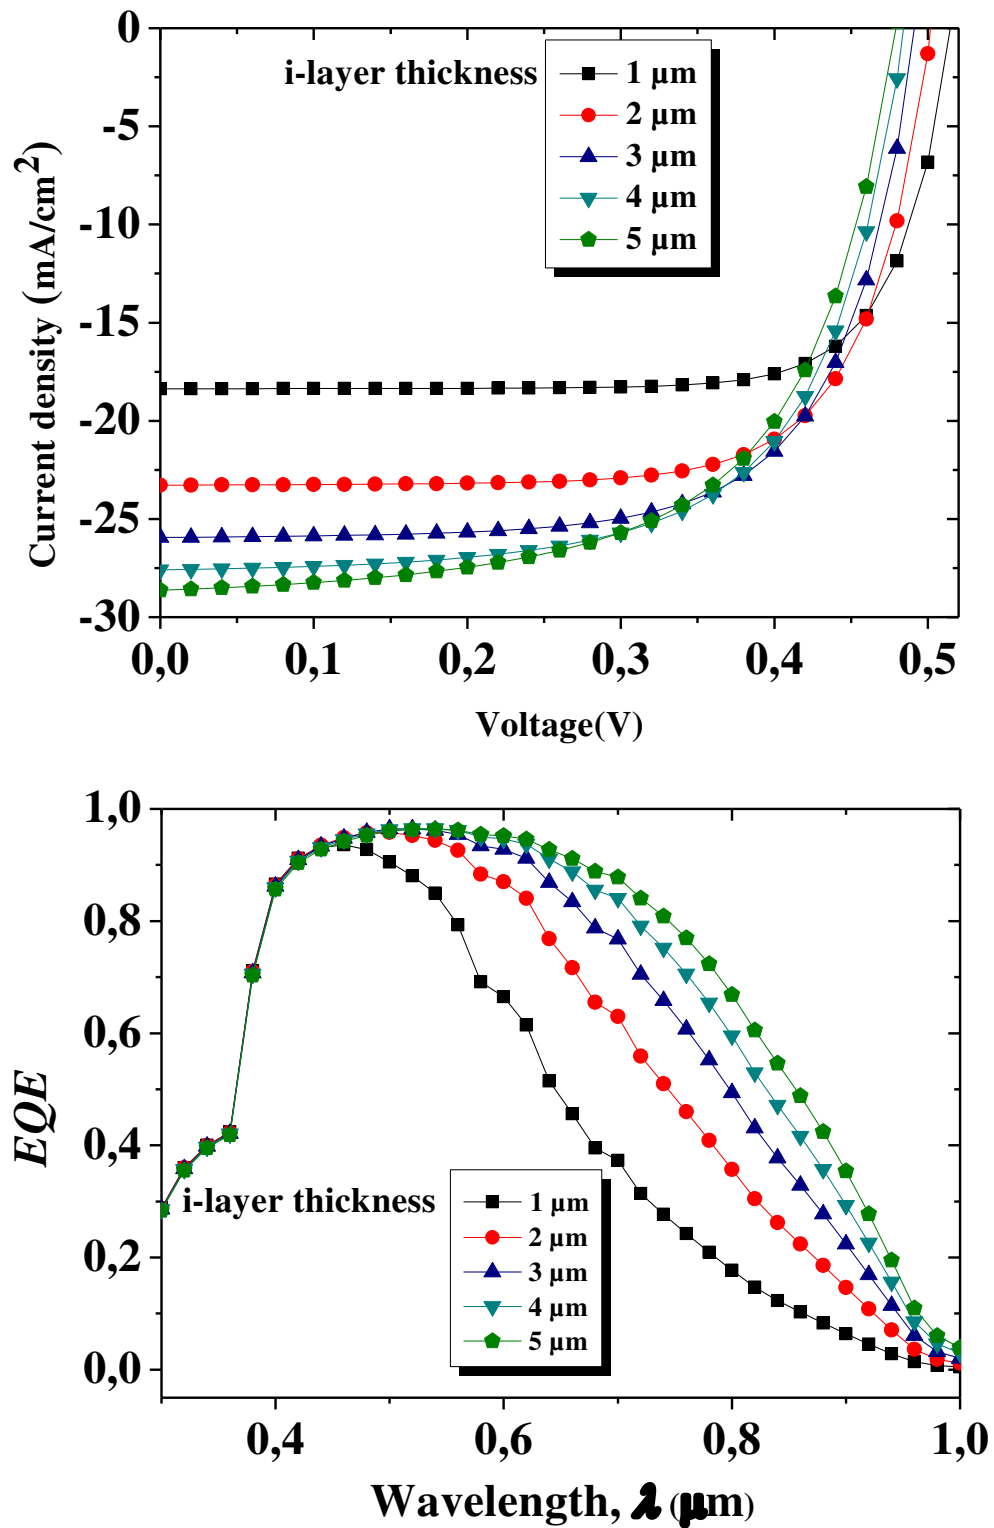 0
-5
-10
-15
-20
-25
-30
Current density (mA/cm²)
i-layer thickness
1 μm
2 μm
3 μm
4 μm
5 μm
0,0 0,1 0,2 0,3 0,4 0,5
Voltage(V)
1,0
0,8
0,6
0,4
0,2
0,0
EQE
i-layer thickness
1 μm
2 μm
3 μm
4 μm
5 μm
0,4 0,6 0,8 1,0
Wavelength, λ (μm)